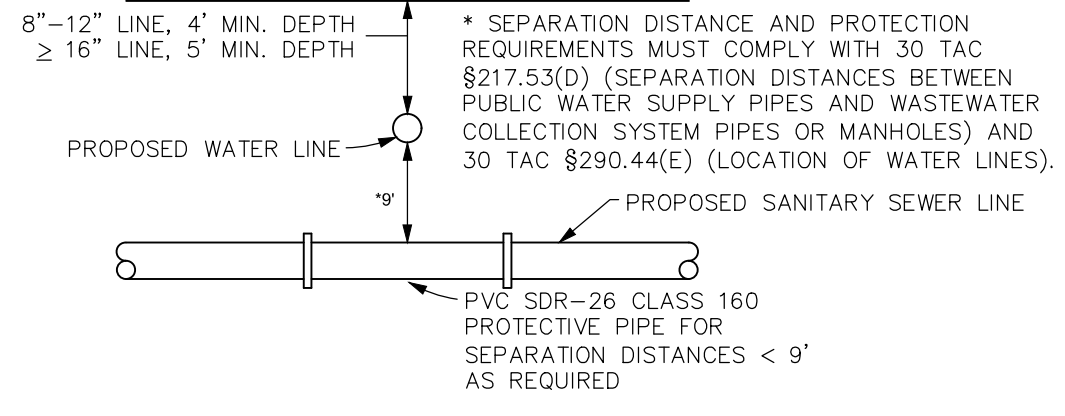 8"-12" LINE, 4' MIN. DEPTH
≥ 16" LINE, 5' MIN. DEPTH
* SEPARATION DISTANCE AND PROTECTION
REQUIREMENTS MUST COMPLY WITH 30 TAC
§217.53(D) (SEPARATION DISTANCES BETWEEN
PUBLIC WATER SUPPLY PIPES AND WASTEWATER
COLLECTION SYSTEM PIPES OR MANHOLES) AND
30 TAC §290.44(E) (LOCATION OF WATER LINES).
PROPOSED WATER LINE
*9'
PROPOSED SANITARY SEWER LINE
PVC SDR-26 CLASS 160
PROTECTIVE PIPE FOR
SEPARATION DISTANCES < 9'
AS REQUIRED